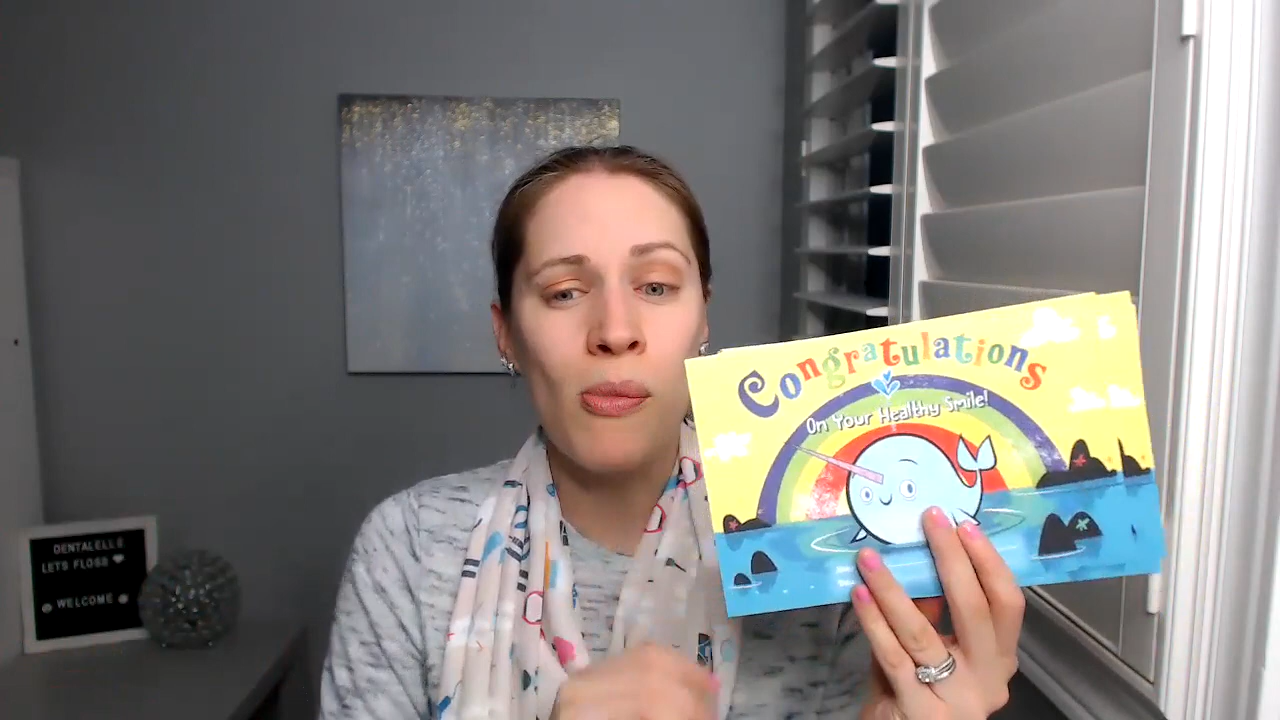 Congratulations
On Your Healthy Smile!
DENTALELLE
LETS FLOSS
WELCOME